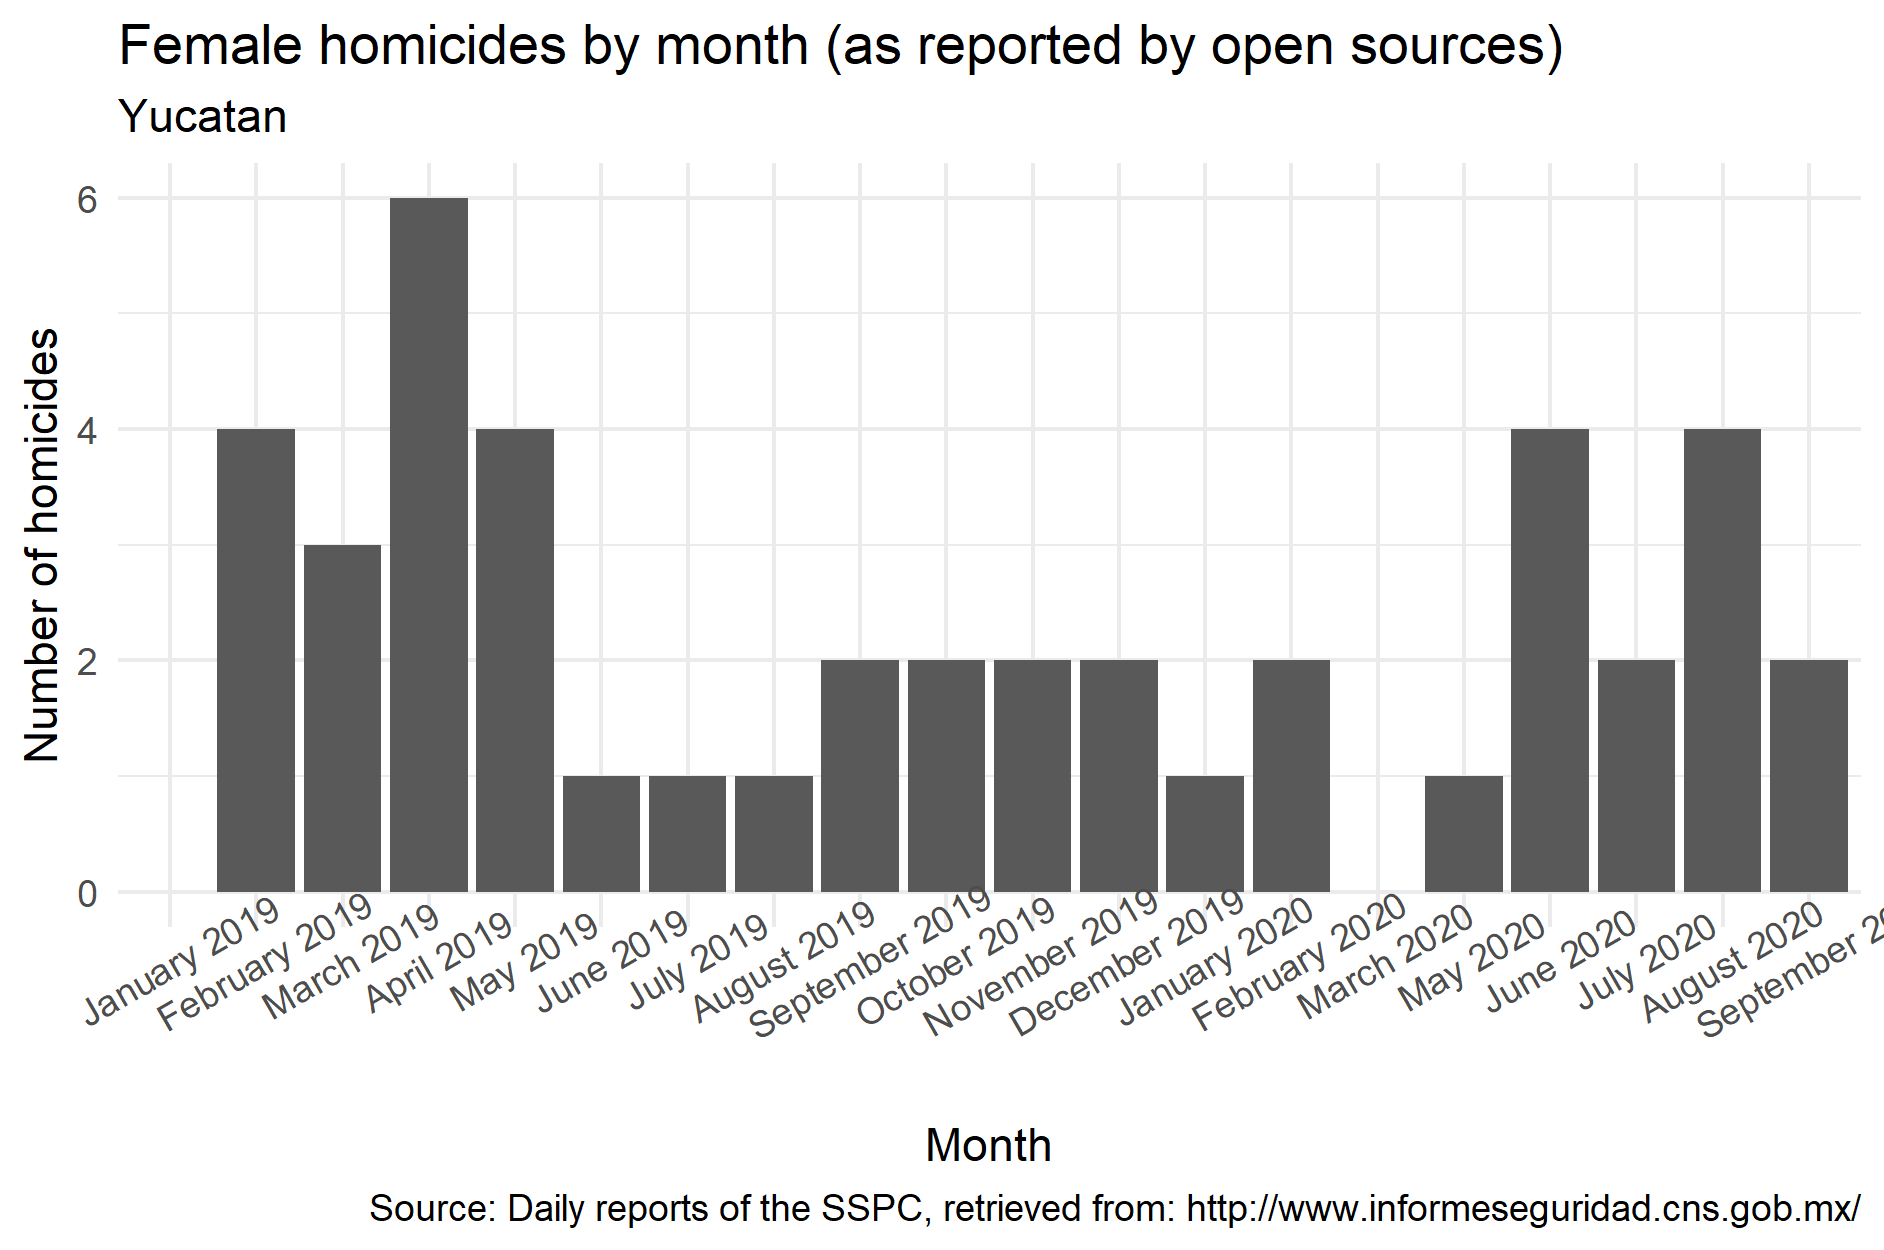 Female homicides by month (as reported by open sources)
Yucatan
Number of homicides
6
4
2
0
January 2019
February 2019
March 2019
April 2019
May 2019
June 2019
July 2019
August 2019
September 2019
October 2019
November 2019
December 2019
January 2020
February 2020
March 2020
May 2020
June 2020
July 2020
August 2020
September 20
Month
Source: Daily reports of the SSPC, retrieved from: http://www.informeseguridad.cns.gob.mx/